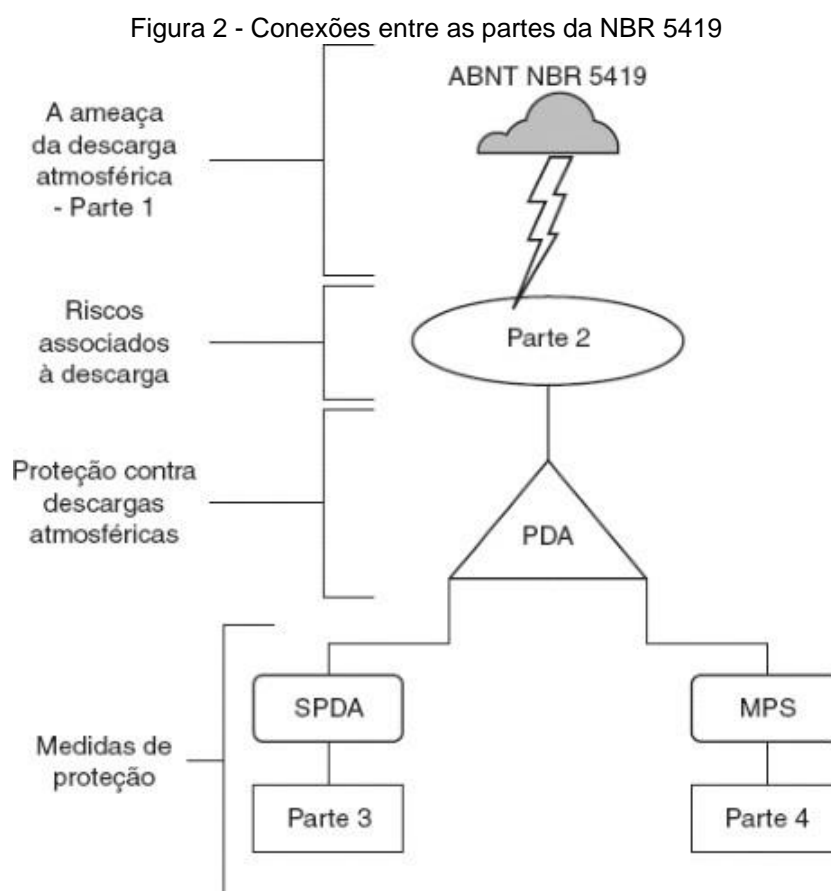 Figura 2 - Conexões entre as partes da NBR 5419
ABNT NBR 5419
A ameaça
da descarga
atmosférica
- Parte 1
Riscos
associados
à descarga
Parte 2
Proteção contra
descargas
atmosféricas
PDA
SPDA
MPS
Medidas de
proteção
Parte 3
Parte 4